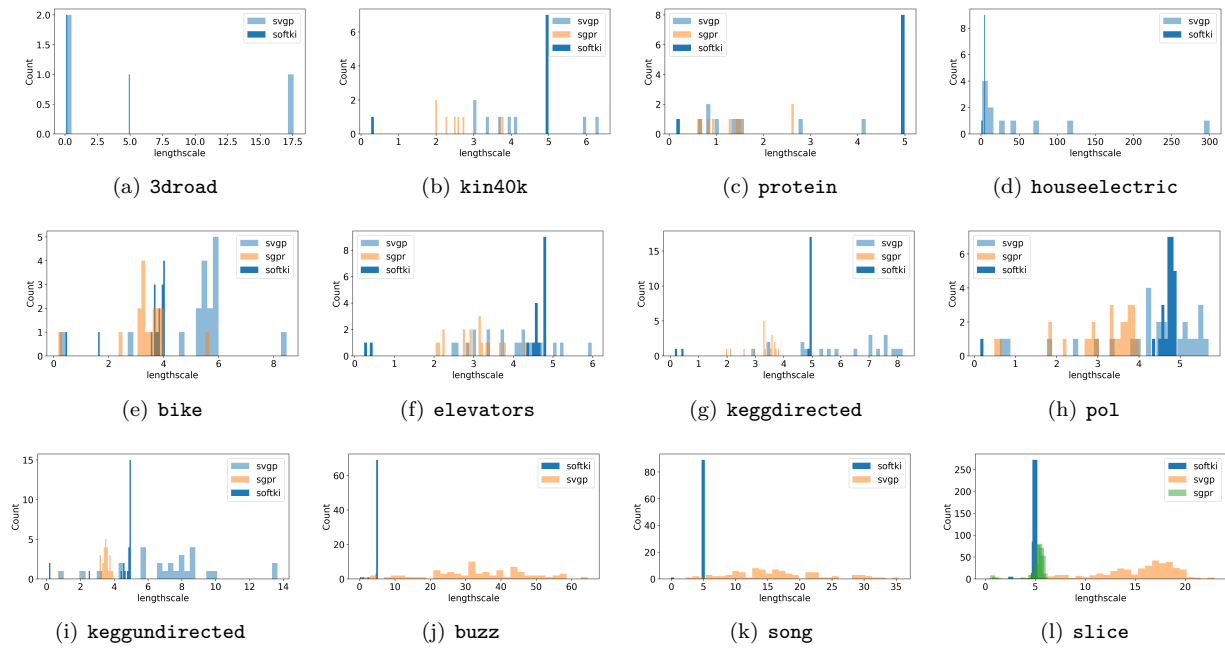 2.0
1.5
1.0
0.5
0.0
Count
0.0 2.5 5.0 7.5 10.0 12.5 15.0 17.5
lengthscale
svgp
softki
(a) 3droad
6
4
2
0
Count
1 2 3 4 5 6
lengthscale
svgp
sgpr
softki
(b) kin40k
8
6
4
2
0
Count
0 1 2 3 4 5
lengthscale
svgp
sgpr
softki
(c) protein
8
6
4
2
0
Count
0 50 100 150 200 250 300
lengthscale
svgp
softki
(d) houseelectric
5
4
3
2
1
0
Count
0 2 4 6 8
lengthscale
svgp
sgpr
softki
(e) bike
8
6
4
2
0
Count
0 1 2 3 4 5 6
lengthscale
svgp
sgpr
softki
(f) elevators
15
10
5
0
Count
0 1 2 3 4 5 6 7 8
lengthscale
svgp
sgpr
softki
(g) keggdirected
6
4
2
0
Count
0 1 2 3 4 5
lengthscale
svgp
sgpr
softki
(h) pol
15
10
5
0
Count
0 2 4 6 8 10 12 14
lengthscale
svgp
sgpr
softki
(i) keggundirected
60
40
20
0
Count
0 10 20 30 40 50 60
lengthscale
softki
svgp
(j) buzz
80
60
40
20
0
Count
0 5 10 15 20 25 30 35
lengthscale
softki
svgp
(k) song
250
200
150
100
50
0
Count
0 5 10 15 20
lengthscale
softki
svgp
sgpr
(l) slice